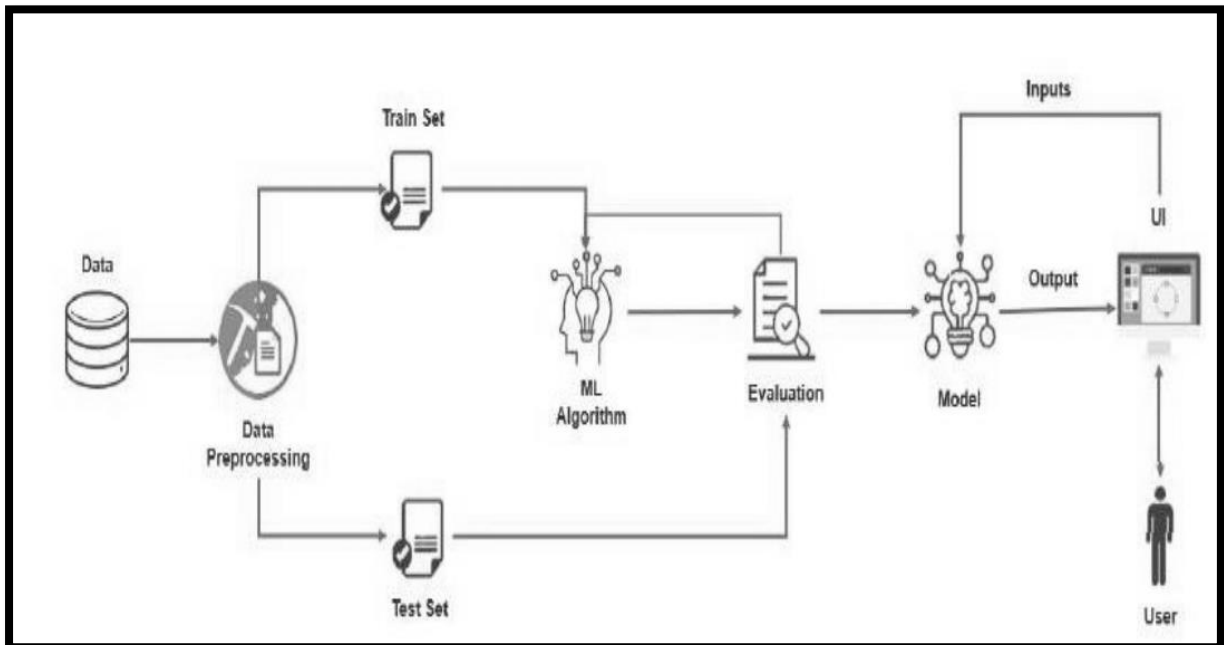 Inputs
Train Set
UI
Data
Output
ML
Algorithm
Evaluation
Model
Data
Preprocessing
Test Set
User